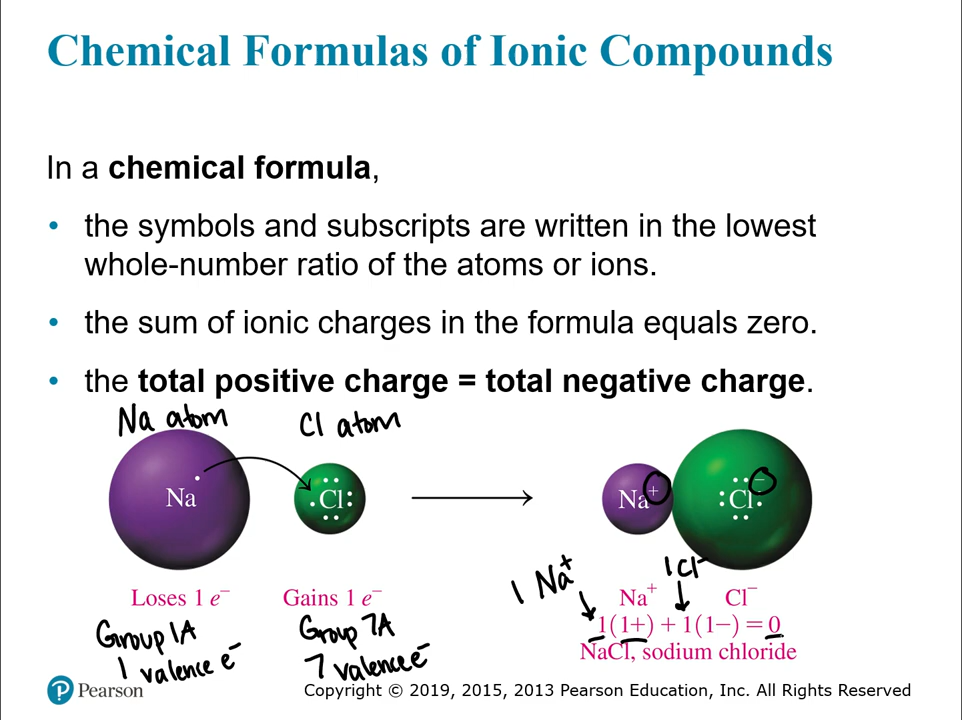 Chemical Formulas of Ionic Compounds
In a chemical formula,
• the symbols and subscripts are written in the lowest
whole-number ratio of the atoms or ions.
• the sum of ionic charges in the formula equals zero.
• the total positive charge = total negative charge.
Na atom Cl atom
Na Cl Na⁺ Cl⁻
1 Na⁺ 1 Cl⁻
Loses 1 e⁻ Gains 1 e⁻ Na⁺ Cl⁻
Group 1A Group 7A 1(1+) + 1(1−) = 0
1 valence e⁻ 7 valence e⁻ NaCl, sodium chloride
Pearson Copyright © 2019, 2015, 2013 Pearson Education, Inc. All Rights Reserved